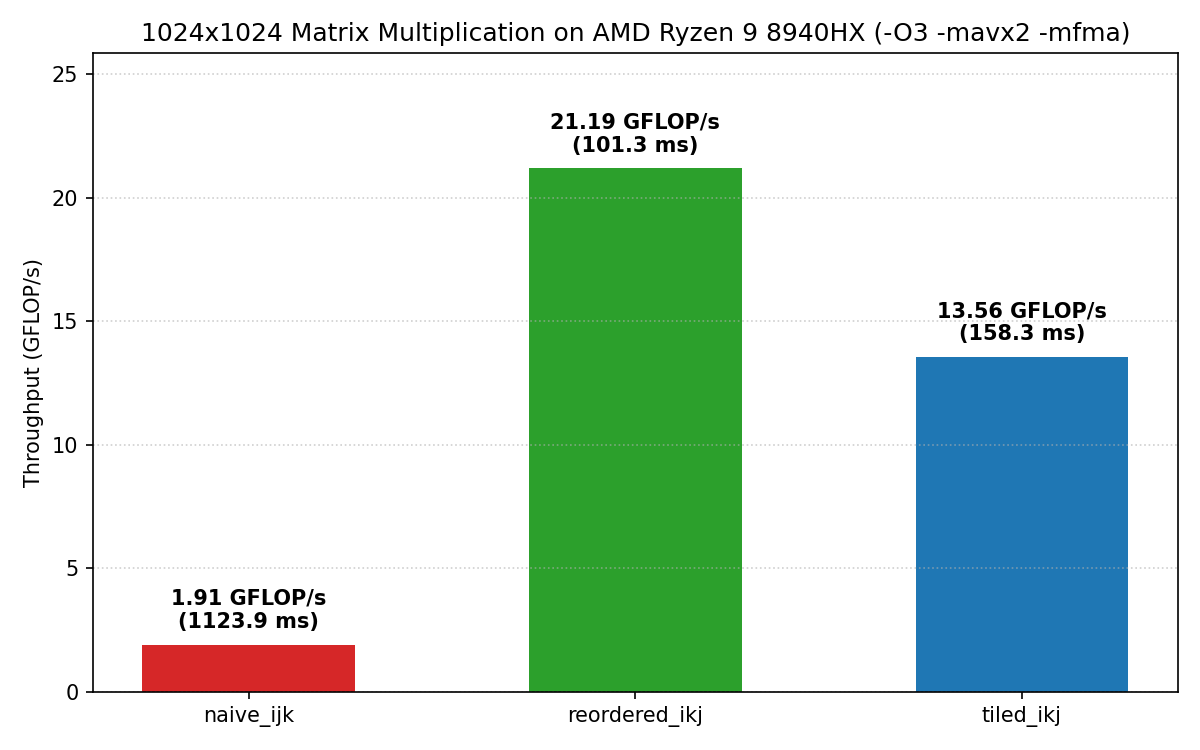 1024x1024 Matrix Multiplication on AMD Ryzen 9 8940HX (-O3 -mavx2 -mfma)
Throughput (GFLOP/s)
25
20
15
10
5
0
1.91 GFLOP/s
(1123.9 ms)
21.19 GFLOP/s
(101.3 ms)
13.56 GFLOP/s
(158.3 ms)
naive_ijk
reordered_ikj
tiled_ikj